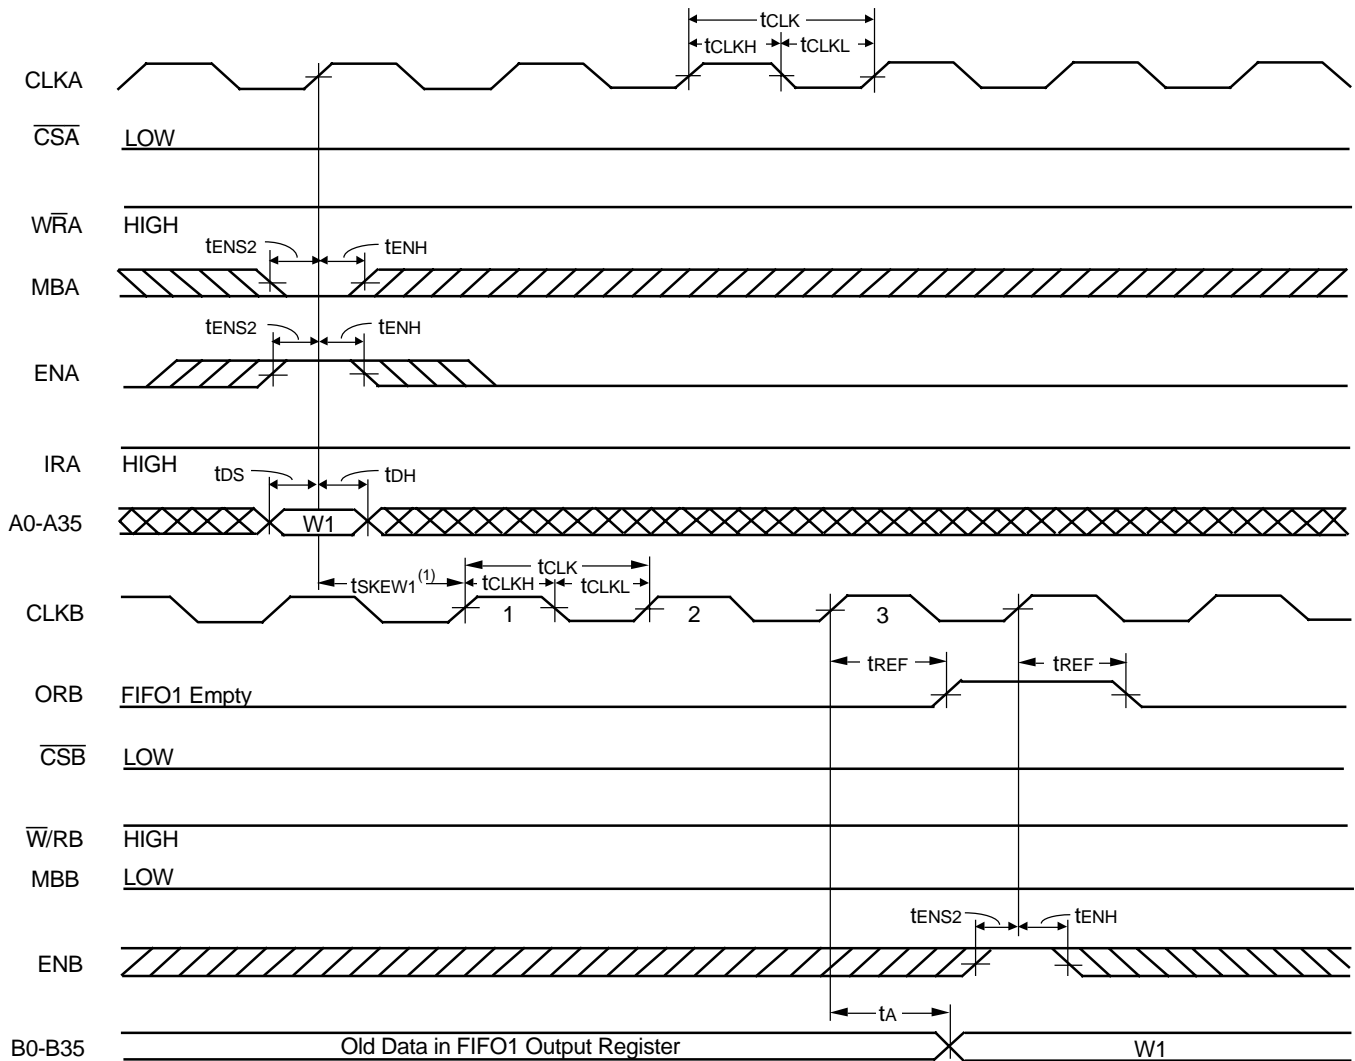 tCLK
tCLKH tCLKL
CLKA
CSA LOW
WRA HIGH
tENS2 tENH
MBA
tENS2 tENH
ENA
IRA HIGH
tDS tDH
A0-A35 W1
tCLK
tSKEW1(1) tCLKH tCLKL
CLKB 1 2 3
tREF tREF
ORB FIFO1 Empty
CSB LOW
W/RB HIGH
MBB LOW
tENS2 tENH
ENB
tA
B0-B35 Old Data in FIFO1 Output Register W1